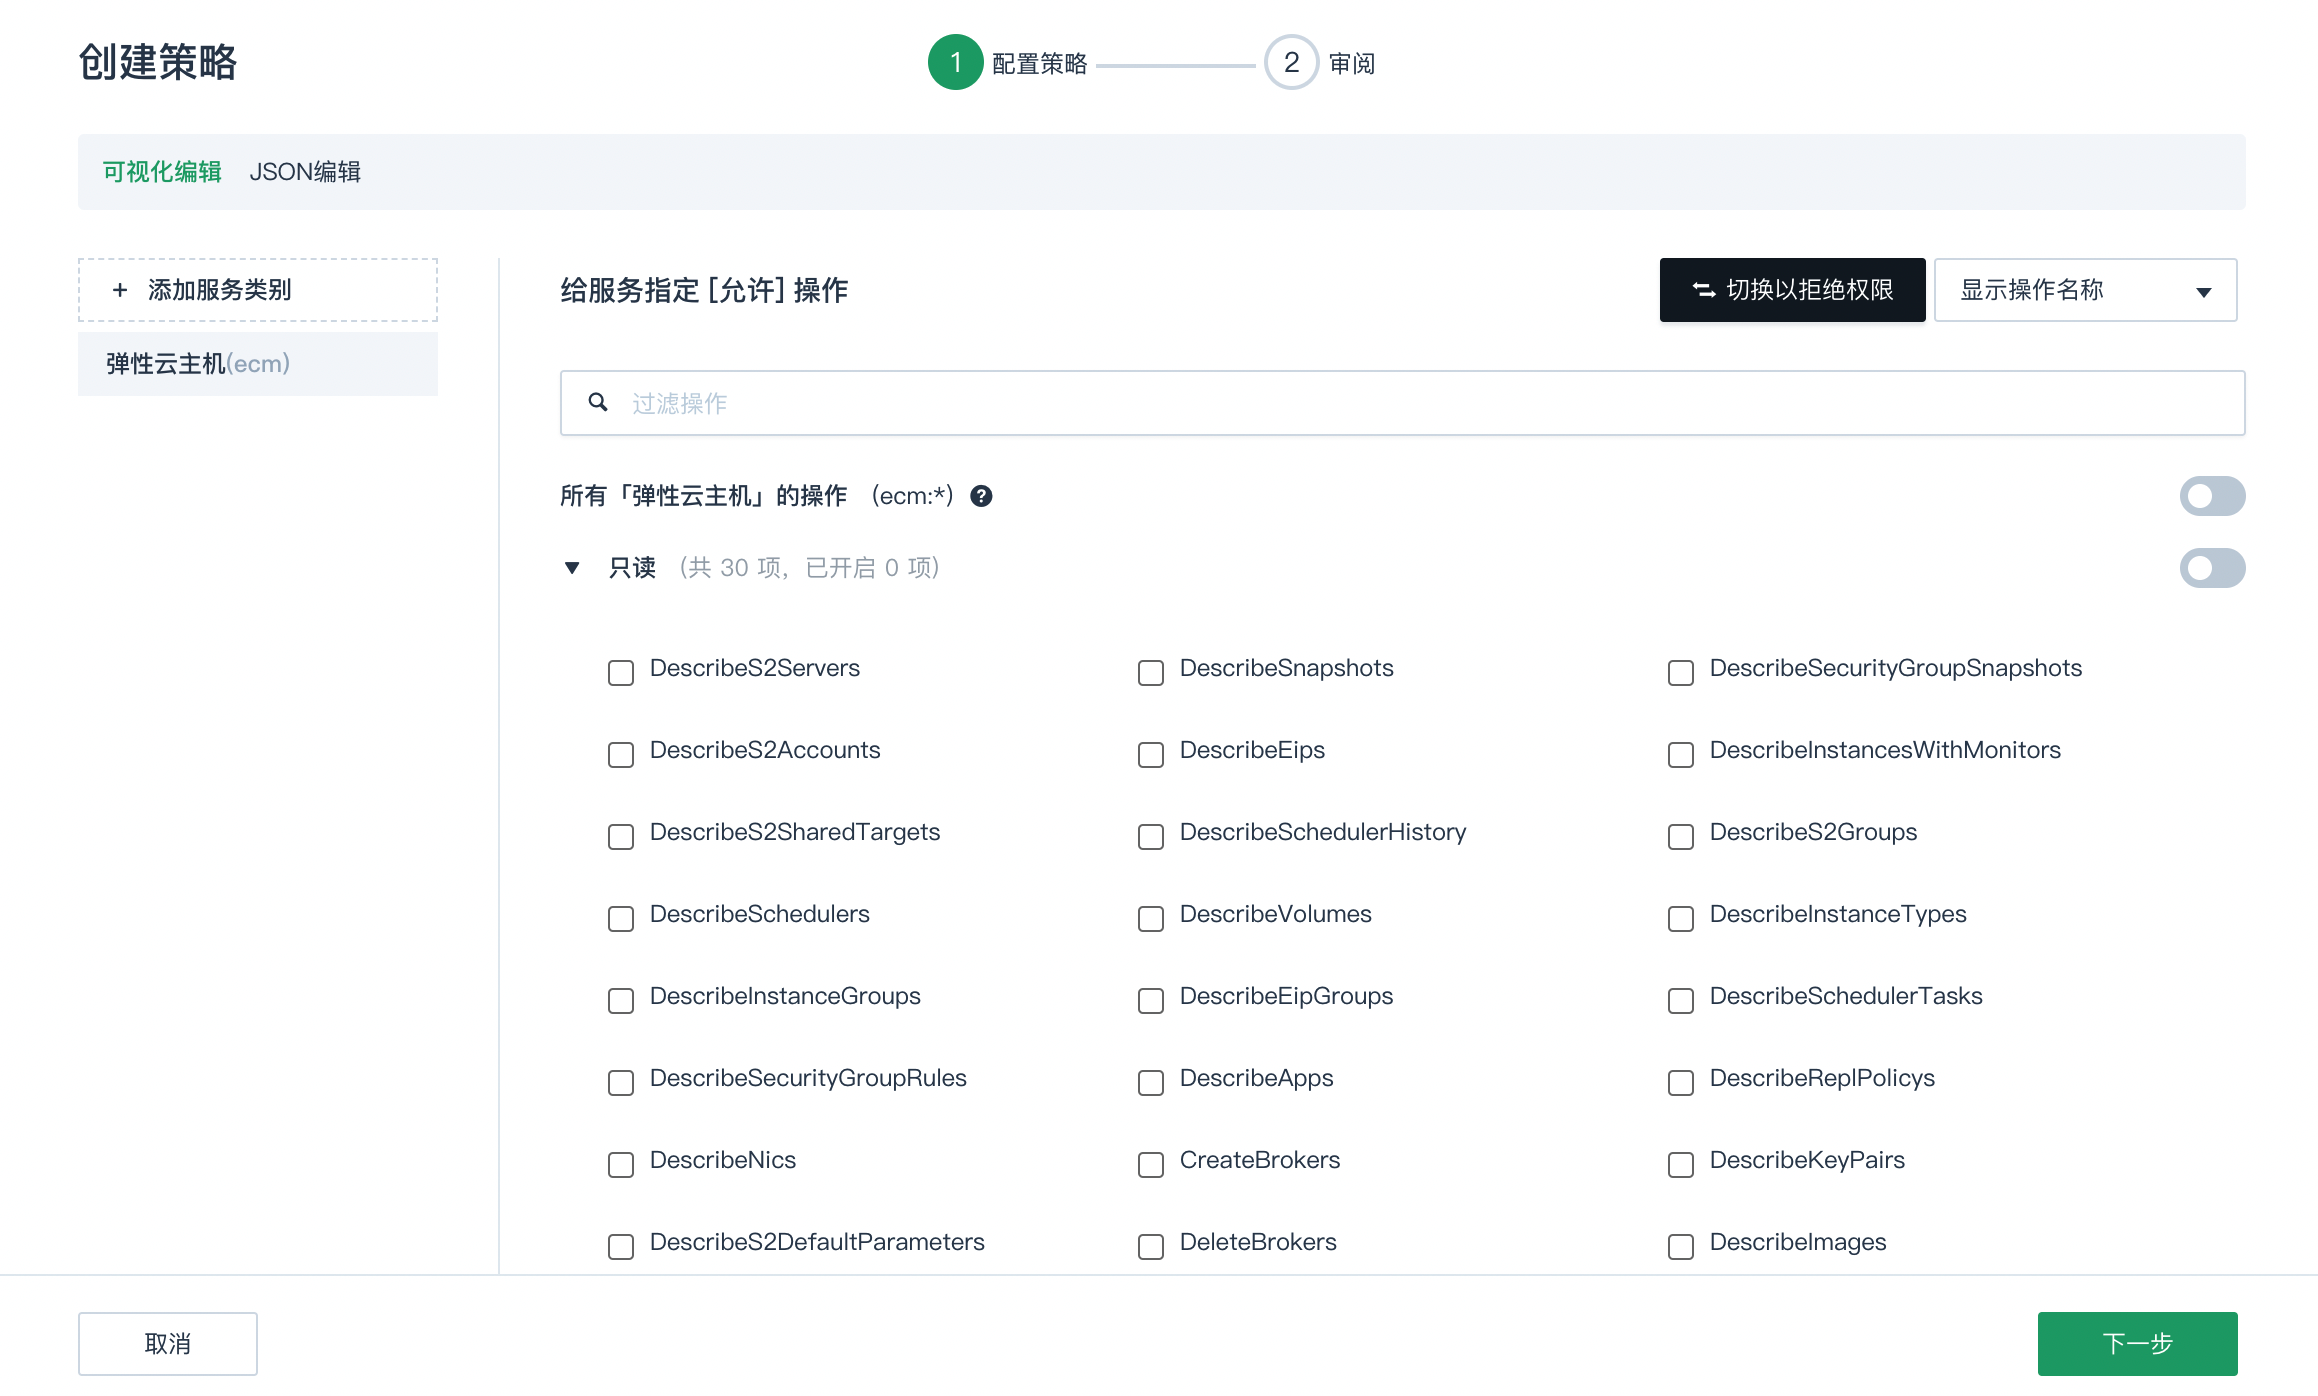 创建策略
1 配置策略 2 审阅
可视化编辑 JSON编辑
+ 添加服务类别
弹性云主机(ecm)
给服务指定 [允许] 操作
切换以拒绝权限 显示操作名称
过滤操作
所有「弹性云主机」的操作 (ecm:*) ?
只读 (共 30 项，已开启 0 项)
DescribeS2Servers DescribeSnapshots DescribeSecurityGroupSnapshots
DescribeS2Accounts DescribeEips DescribeInstancesWithMonitors
DescribeS2SharedTargets DescribeSchedulerHistory DescribeS2Groups
DescribeSchedulers DescribeVolumes DescribeInstanceTypes
DescribeInstanceGroups DescribeEipGroups DescribeSchedulerTasks
DescribeSecurityGroupRules DescribeApps DescribeReplPolicys
DescribeNics CreateBrokers DescribeKeyPairs
DescribeS2DefaultParameters DeleteBrokers DescribeImages
取消 下一步